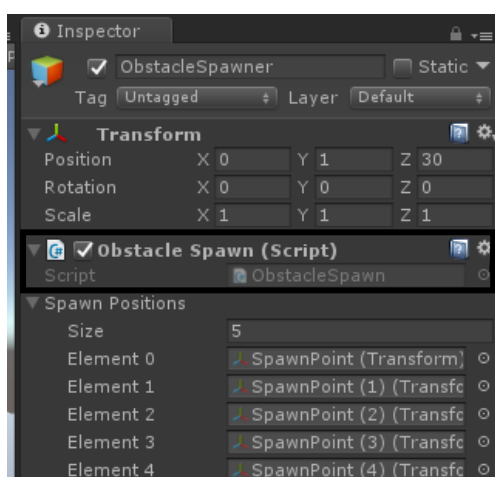 Inspector
ObstacleSpawner Static
Tag Untagged Layer Default
Transform
Position X 0 Y 1 Z 30
Rotation X 0 Y 0 Z 0
Scale X 1 Y 1 Z 1
Obstacle Spawn (Script)
Script ObstacleSpawn
Spawn Positions
Size 5
Element 0 SpawnPoint (Transform)
Element 1 SpawnPoint (1) (Transfo
Element 2 SpawnPoint (2) (Transfo
Element 3 SpawnPoint (3) (Transfo
Element 4 SpawnPoint (4) (Transfo